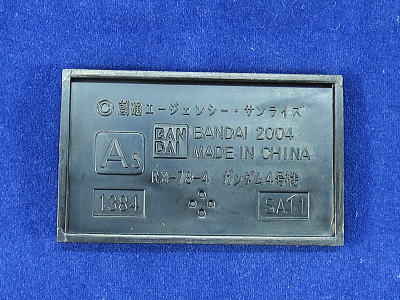 © 創通エージェンシー・サンライズ
As BAN DAI BANDAI 2004
MADE IN CHINA
RX-78-4 ガンダム4号機
1384 SA11